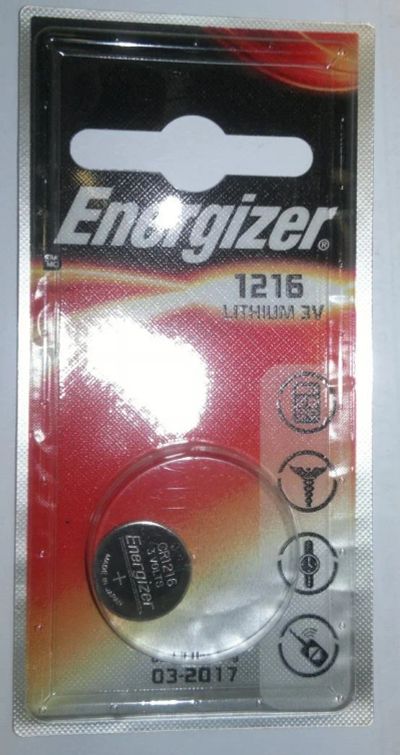 Energizer®
1216
LITHIUM 3V
CR1216
3 VOLTS
Energizer
+
MADE IN JAPAN
03-2017